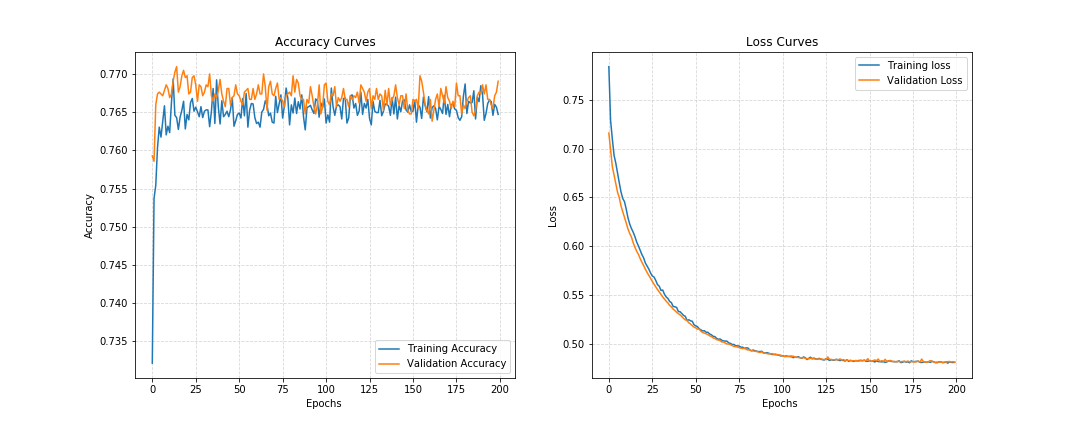 Accuracy Curves
0.770
0.765
0.760
0.755
0.750
0.745
0.740
0.735
Accuracy
Training Accuracy
Validation Accuracy
0 25 50 75 100 125 150 175 200
Epochs
Loss Curves
Training loss
Validation Loss
0.75
0.70
0.65
0.60
0.55
0.50
Loss
0 25 50 75 100 125 150 175 200
Epochs